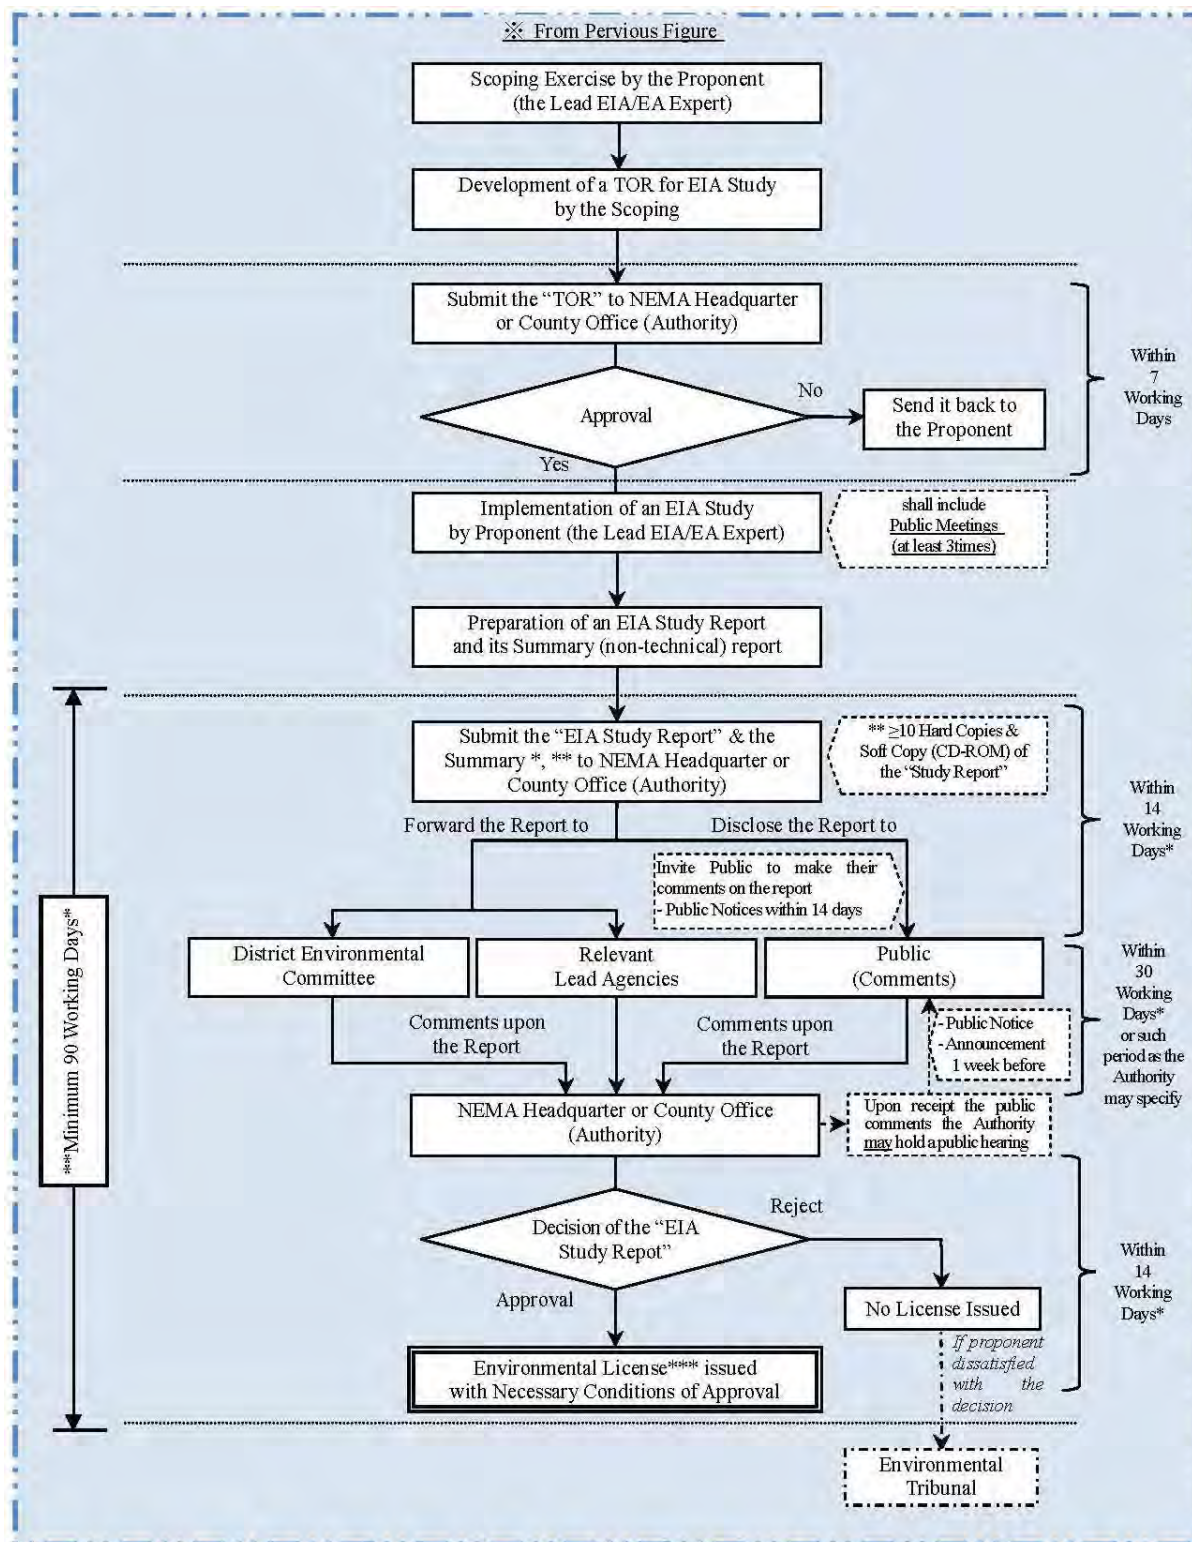 ※ From Pervious Figure
Scoping Exercise by the Proponent
(the Lead EIA/EA Expert)
Development of a TOR for EIA Study
by the Scoping
Submit the “TOR” to NEMA Headquarter
or County Office (Authority)
Within
7
Working
Days
Approval
No
Send it back to
the Proponent
Yes
Implementation of an EIA Study
by Proponent (the Lead EIA/EA Expert)
shall include
Public Meetings
(at least 3times)
Preparation of an EIA Study Report
and its Summary (non-technical) report
Submit the “EIA Study Report” & the
Summary *, ** to NEMA Headquarter or
County Office (Authority)
** ≥10 Hard Copies &
Soft Copy (CD-ROM) of
the “Study Report”
Within
14
Working
Days*
Forward the Report to
Disclose the Report to
Invite Public to make their
comments on the report
- Public Notices within 14 days
**Minimum 90 Working Days*
District Environmental
Committee
Relevant
Lead Agencies
Public
(Comments)
Within
30
Working
Days*
or such
period as the
Authority
may specify
Comments upon
the Report
Comments upon
the Report
- Public Notice
- Announcement
1 week before
NEMA Headquarter or County Office
(Authority)
Upon receipt the public
comments the Authority
may hold a public hearing
Decision of the “EIA
Study Repot”
Reject
Approval
No License Issued
Within
14
Working
Days*
Environmental License*** issued
with Necessary Conditions of Approval
If proponent
dissatisfied
with the
decision
Environmental
Tribunal